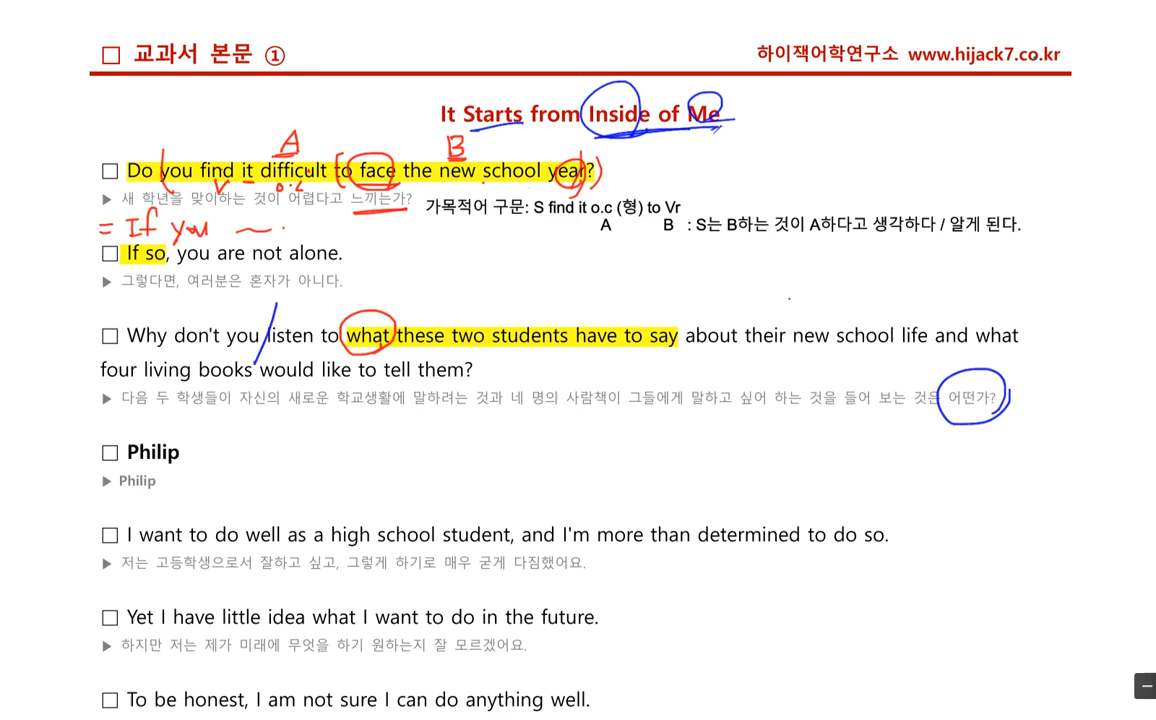 □ 교과서 본문 ①
하이잭어학연구소 www.hijack7.co.kr
It Starts from Inside of Me
A B
□ Do you find it difficult to face the new school year?
V o.c
▶ 새 학년을 맞이하는 것이 어렵다고 느끼는가?
가목적어 구문: S find it o.c (형) to Vr
A B : S는 B하는 것이 A하다고 생각하다 / 알게 된다.
= If you ~.
□ If so, you are not alone.
▶ 그렇다면, 여러분은 혼자가 아니다.
□ Why don't you listen to what these two students have to say about their new school life and what
four living books would like to tell them?
▶ 다음 두 학생들이 자신의 새로운 학교생활에 말하려는 것과 네 명의 사람책이 그들에게 말하고 싶어 하는 것을 들어 보는 것은 어떤가?
□ Philip
▶ Philip
□ I want to do well as a high school student, and I'm more than determined to do so.
▶ 저는 고등학생으로서 잘하고 싶고, 그렇게 하기로 매우 굳게 다짐했어요.
□ Yet I have little idea what I want to do in the future.
▶ 하지만 저는 제가 미래에 무엇을 하기 원하는지 잘 모르겠어요.
□ To be honest, I am not sure I can do anything well.